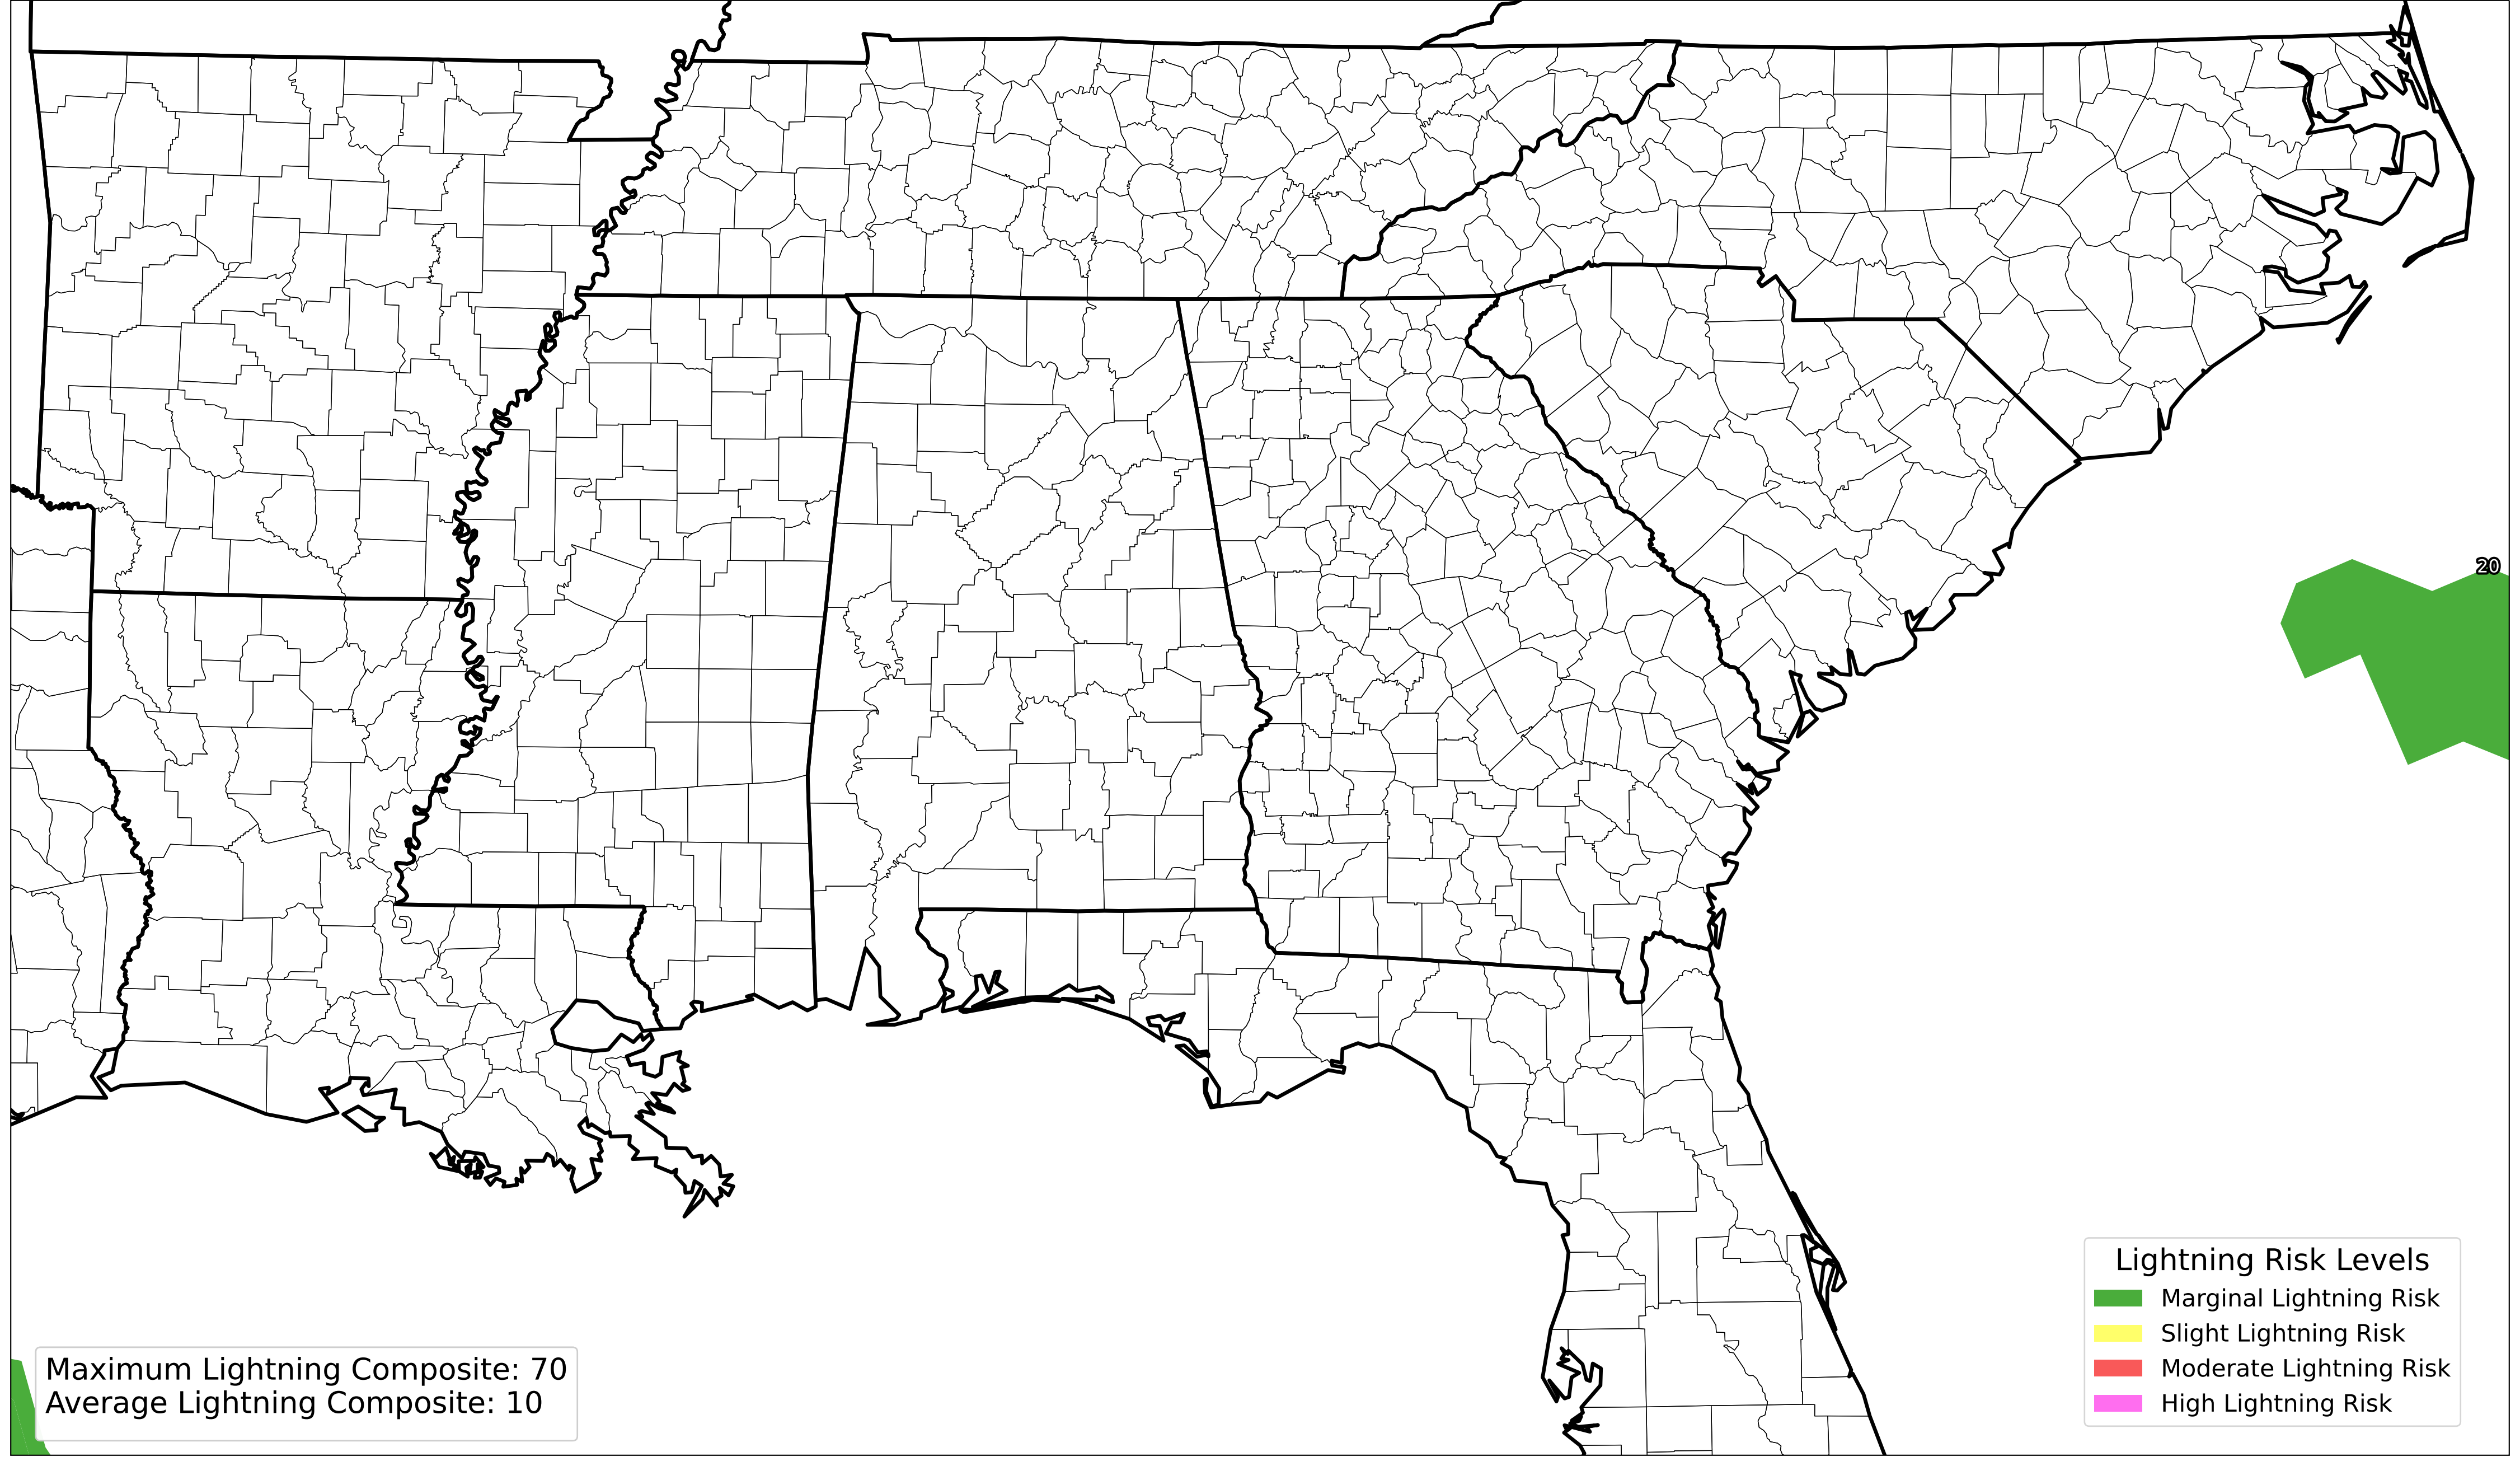 20
Lightning Risk Levels
Marginal Lightning Risk
Slight Lightning Risk
Moderate Lightning Risk
High Lightning Risk
Maximum Lightning Composite: 70
Average Lightning Composite: 10